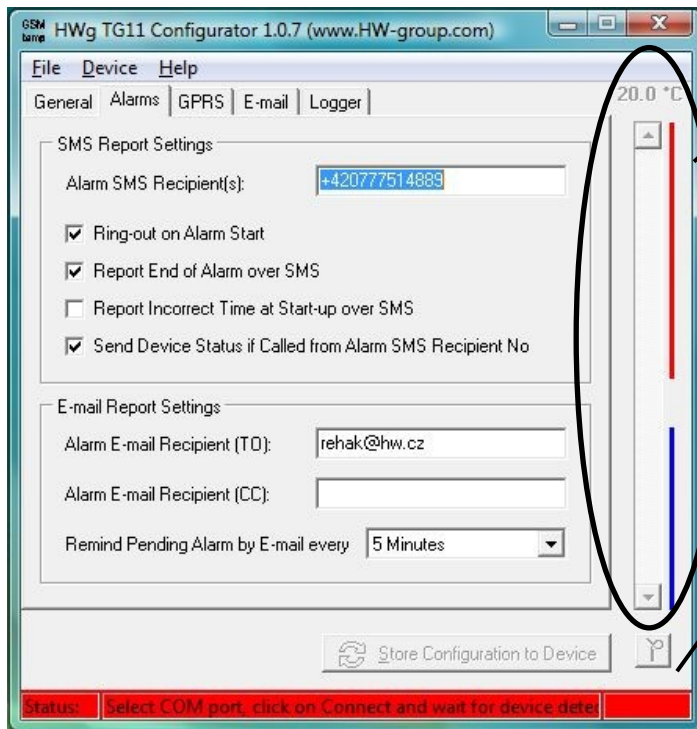 GSM temp HWg TG11 Configurator 1.0.7 (www.HW-group.com)
File Device Help
General Alarms GPRS E-mail Logger
20.0 °C
SMS Report Settings
Alarm SMS Recipient(s): +420777514889
Ring-out on Alarm Start
Report End of Alarm over SMS
Report Incorrect Time at Start-up over SMS
Send Device Status if Called from Alarm SMS Recipient No
E-mail Report Settings
Alarm E-mail Recipient (TO): rehak@hw.cz
Alarm E-mail Recipient (CC):
Remind Pending Alarm by E-mail every 5 Minutes
Store Configuration to Device
Status: Select COM port, click on Connect and wait for device detec